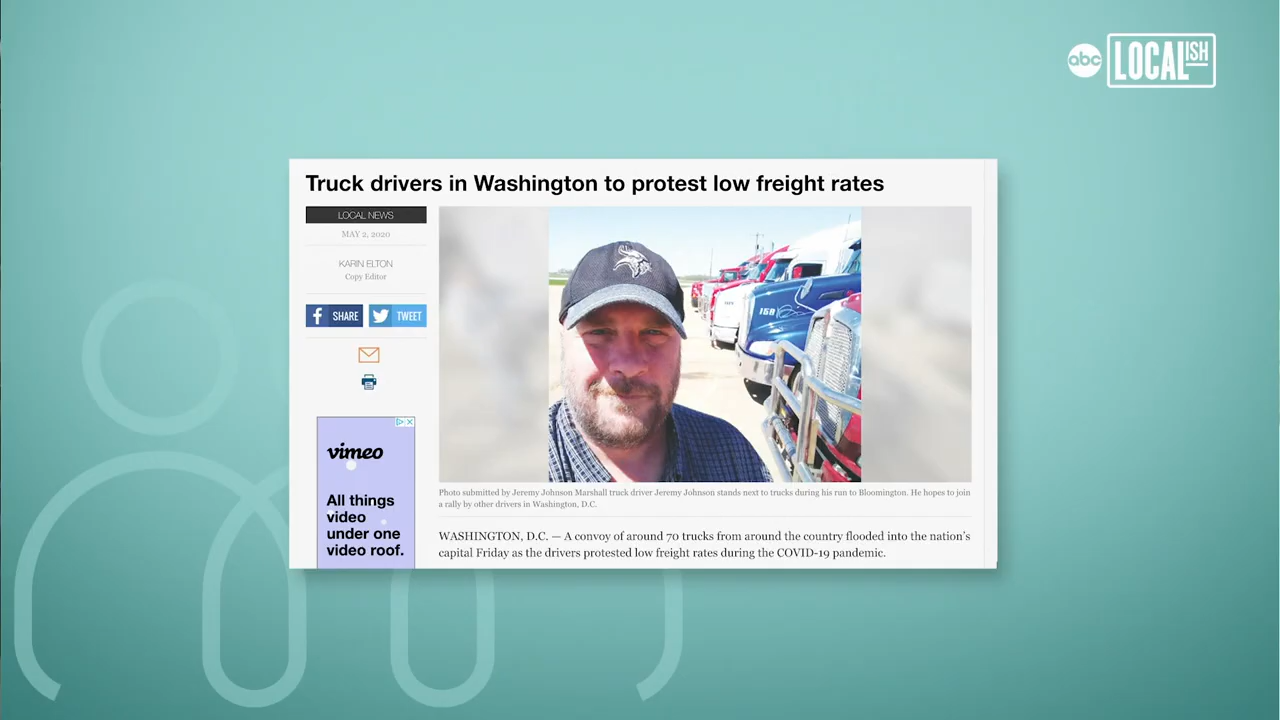 abc
LOCALISH
Truck drivers in Washington to protest low freight rates
LOCAL NEWS
MAY 2, 2020
KARIN ELTON
Copy Editor
SHARE
TWEET
vimeo
All things
video
under one
video roof.
159
Photo submitted by Jeremy Johnson Marshall truck driver Jeremy Johnson stands next to trucks during his run to Bloomington. He hopes to join
a rally by other drivers in Washington, D.C.
WASHINGTON, D.C. — A convoy of around 70 trucks from around the country flooded into the nation’s
capital Friday as the drivers protested low freight rates during the COVID-19 pandemic.